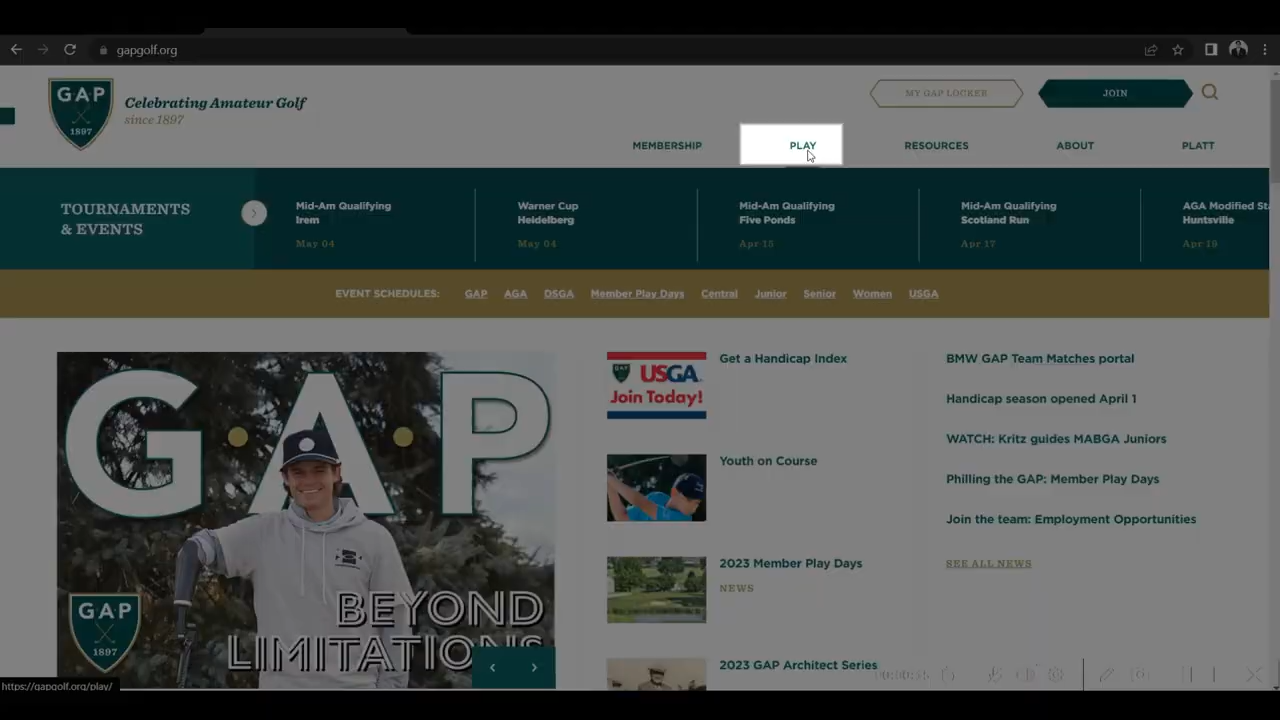 gapgolf.org
GAP
1897
Celebrating Amateur Golf
since 1897
MY GAP LOCKER
JOIN
MEMBERSHIP
PLAY
RESOURCES
ABOUT
PLATT
TOURNAMENTS
& EVENTS
Mid-Am Qualifying
Irem
May 04
Warner Cup
Heidelberg
May 04
Mid-Am Qualifying
Five Ponds
Apr 13
Mid-Am Qualifying
Scotland Run
Apr 17
AGA Modified Sta
Huntsville
Apr 19
EVENT SCHEDULES: GAP AGA DSGA Member Play Days Central Junior Senior Women USGA
G·A·P
BEYOND
LIMITATIONS
GAP
1897
USGA
Join Today!
Get a Handicap Index
Youth on Course
2023 Member Play Days
NEWS
2023 GAP Architect Series
BMW GAP Team Matches portal
Handicap season opened April 1
WATCH: Kritz guides MABGA Juniors
Philling the GAP: Member Play Days
Join the team: Employment Opportunities
SEE ALL NEWS
https://gapgolf.org/play/